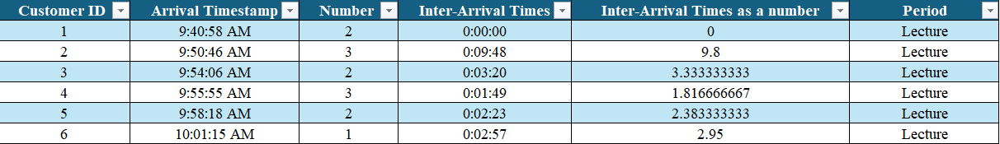 Customer ID Arrival Timestamp Number Inter-Arrival Times Inter-Arrival Times as a number Period
1 9:40:58 AM 2 0:00:00 0 Lecture
2 9:50:46 AM 3 0:09:48 9.8 Lecture
3 9:54:06 AM 2 0:03:20 3.333333333 Lecture
4 9:55:55 AM 3 0:01:49 1.816666667 Lecture
5 9:58:18 AM 2 0:02:23 2.383333333 Lecture
6 10:01:15 AM 1 0:02:57 2.95 Lecture